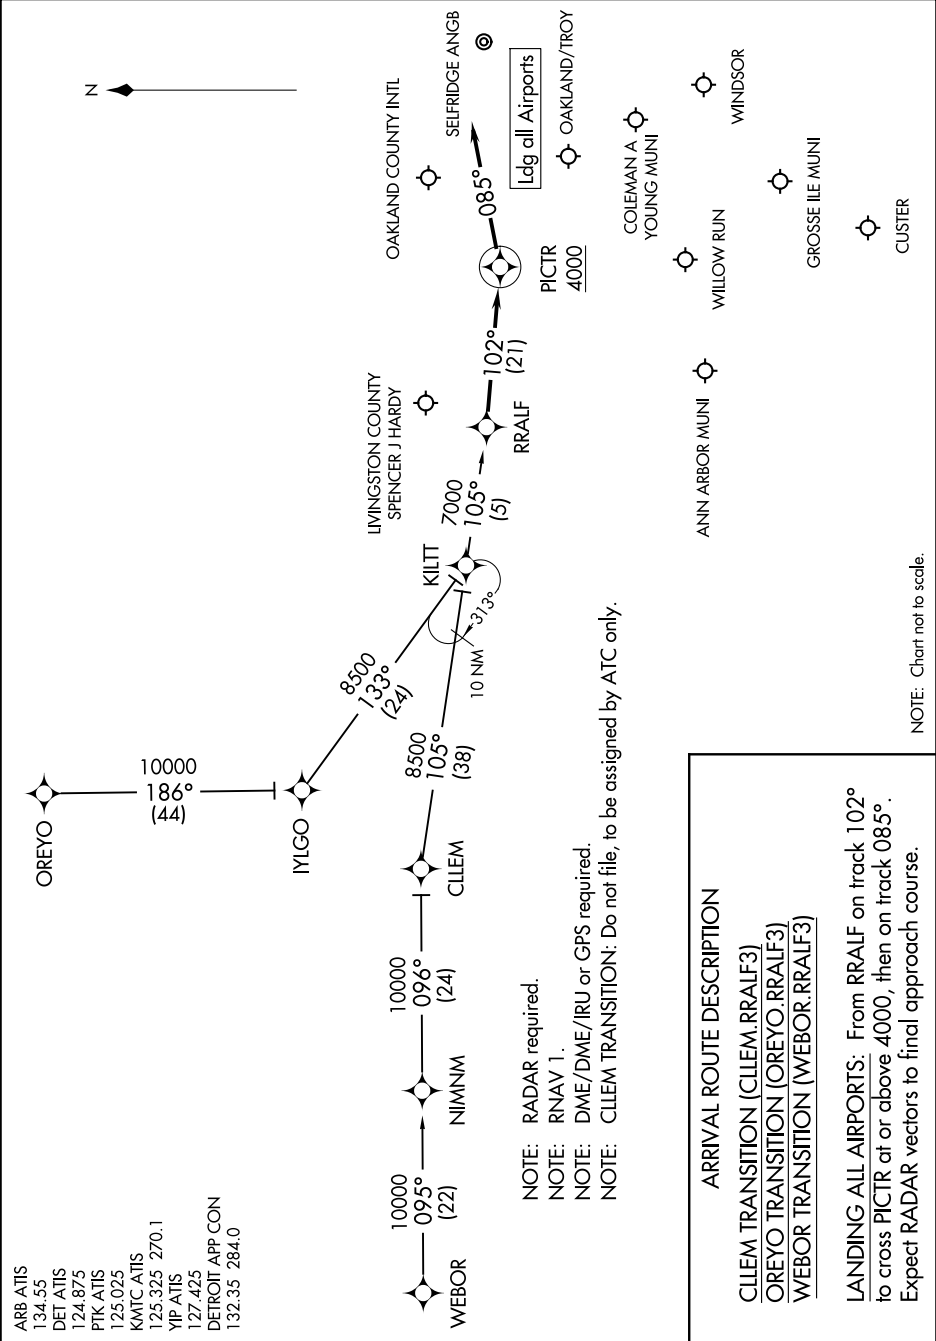 ARB ATIS
134.55
DET ATIS
124.875
PTK ATIS
125.025
KMTC ATIS
125.325 270.1
YIP ATIS
127.425
DETROIT APP CON
132.35 284.0
N
OREYO
10000
186°
(44)
IYLGO
8500
133°
(24)
WEBOR
10000
095°
(22)
NIMNM
10000
096°
(24)
CLLEM
8500
105°
(38)
10 NM
313°
KILTT
7000
105°
(5)
RRALF
102°
(21)
PICTR
4000
085°
LIVINGSTON COUNTY
SPENCER J HARDY
OAKLAND COUNTY INTL
SELFRIDGE ANGB
Ldg all Airports
OAKLAND/TROY
COLEMAN A
YOUNG MUNI
WINDSOR
WILLOW RUN
ANN ARBOR MUNI
GROSSE ILE MUNI
CUSTER
NOTE: RADAR required.
NOTE: RNAV 1.
NOTE: DME/DME/IRU or GPS required.
NOTE: CLLEM TRANSITION: Do not file, to be assigned by ATC only.
NOTE: Chart not to scale.
ARRIVAL ROUTE DESCRIPTION
CLLEM TRANSITION (CLLEM.RRALF3)
OREYO TRANSITION (OREYO.RRALF3)
WEBOR TRANSITION (WEBOR.RRALF3)
LANDING ALL AIRPORTS: From RRALF on track 102°
to cross PICTR at or above 4000, then on track 085°.
Expect RADAR vectors to final approach course.